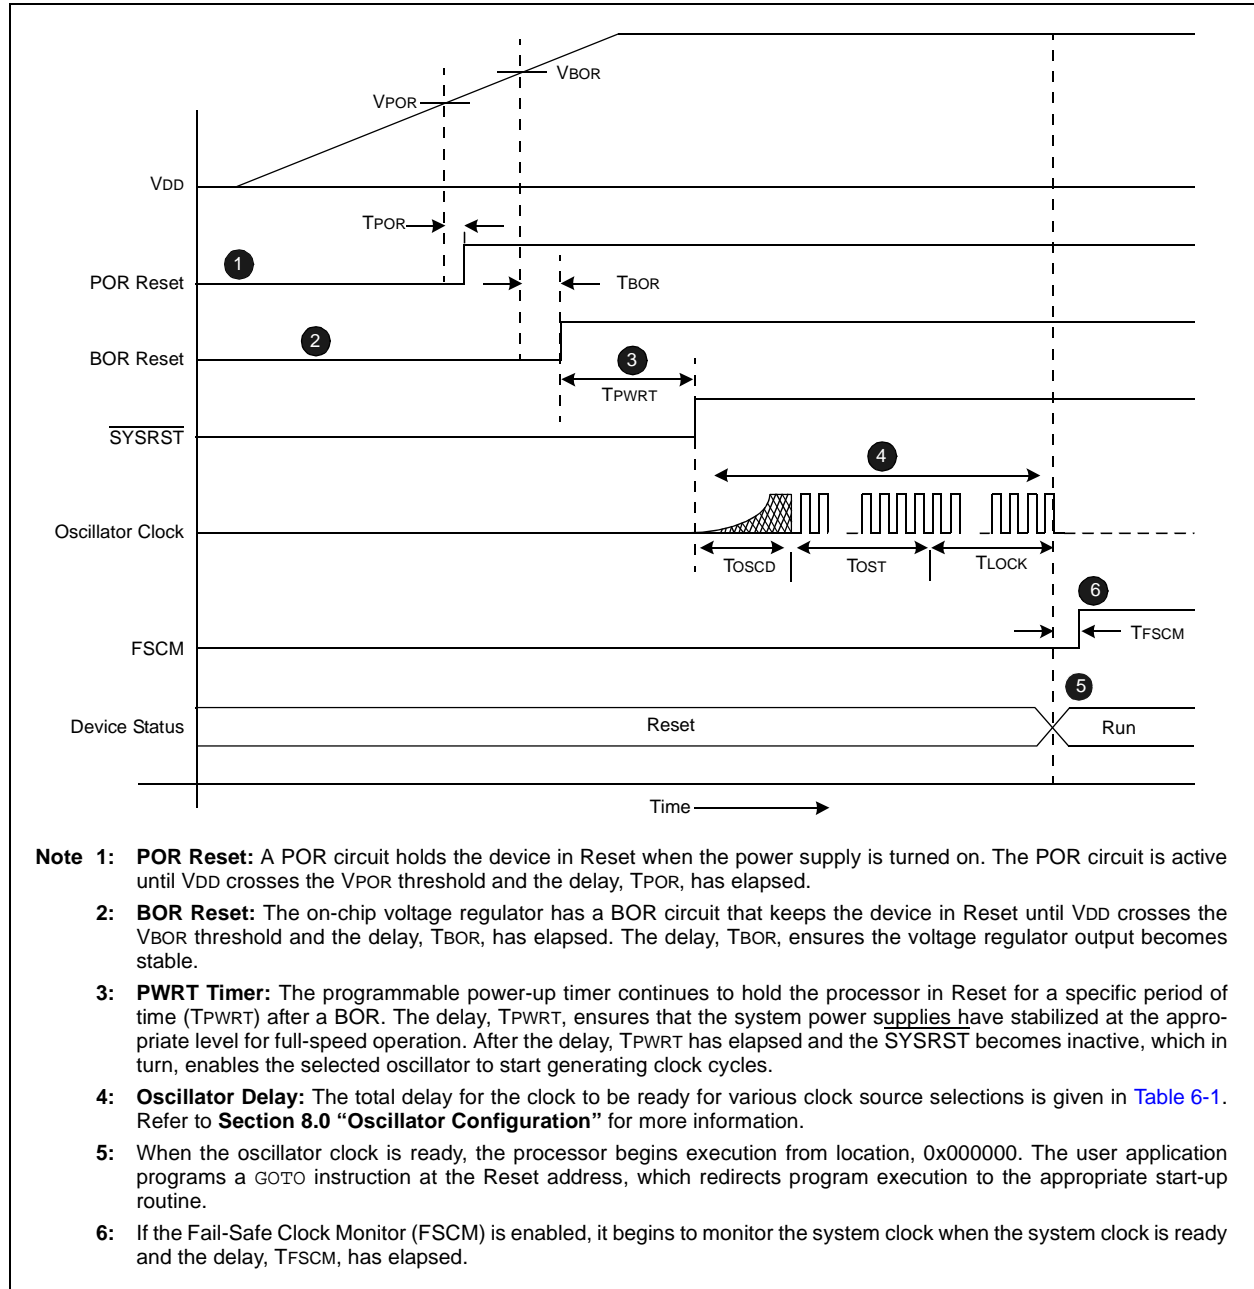 VBOR
VPOR
VDD
TPOR
1
POR Reset
TBOR
2
BOR Reset
3
TPWRT
SYSRST
4
Oscillator Clock
TOSCD TOST TLOCK
6
TFSCM
FSCM
5
Device Status Reset Run
Time
Note 1: POR Reset: A POR circuit holds the device in Reset when the power supply is turned on. The POR circuit is active
until VDD crosses the VPOR threshold and the delay, TPOR, has elapsed.
2: BOR Reset: The on-chip voltage regulator has a BOR circuit that keeps the device in Reset until VDD crosses the
VBOR threshold and the delay, TBOR, has elapsed. The delay, TBOR, ensures the voltage regulator output becomes
stable.
3: PWRT Timer: The programmable power-up timer continues to hold the processor in Reset for a specific period of
time (TPWRT) after a BOR. The delay, TPWRT, ensures that the system power supplies have stabilized at the appro-
priate level for full-speed operation. After the delay, TPWRT has elapsed and the SYSRST becomes inactive, which in
turn, enables the selected oscillator to start generating clock cycles.
4: Oscillator Delay: The total delay for the clock to be ready for various clock source selections is given in Table 6-1.
Refer to Section 8.0 “Oscillator Configuration” for more information.
5: When the oscillator clock is ready, the processor begins execution from location, 0x000000. The user application
programs a GOTO instruction at the Reset address, which redirects program execution to the appropriate start-up
routine.
6: If the Fail-Safe Clock Monitor (FSCM) is enabled, it begins to monitor the system clock when the system clock is ready
and the delay, TFSCM, has elapsed.